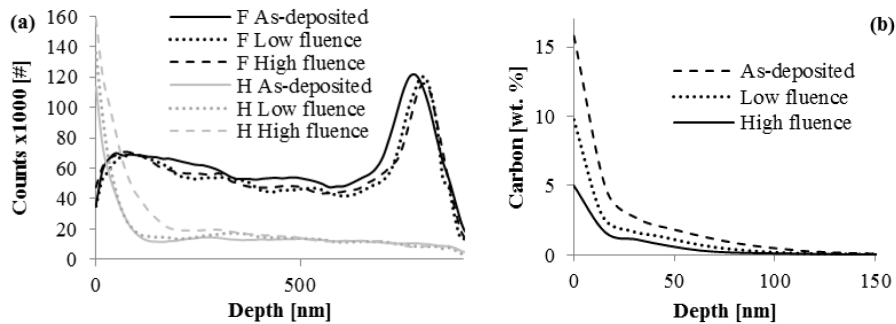 (a)
Counts x1000 [#]
160
140
120
100
80
60
40
20
0
F As-deposited
F Low fluence
F High fluence
H As-deposited
H Low fluence
H High fluence
0
500
Depth [nm]
(b)
Carbon [wt. %]
15
10
5
0
As-deposited
Low fluence
High fluence
0
50
100
150
Depth [nm]